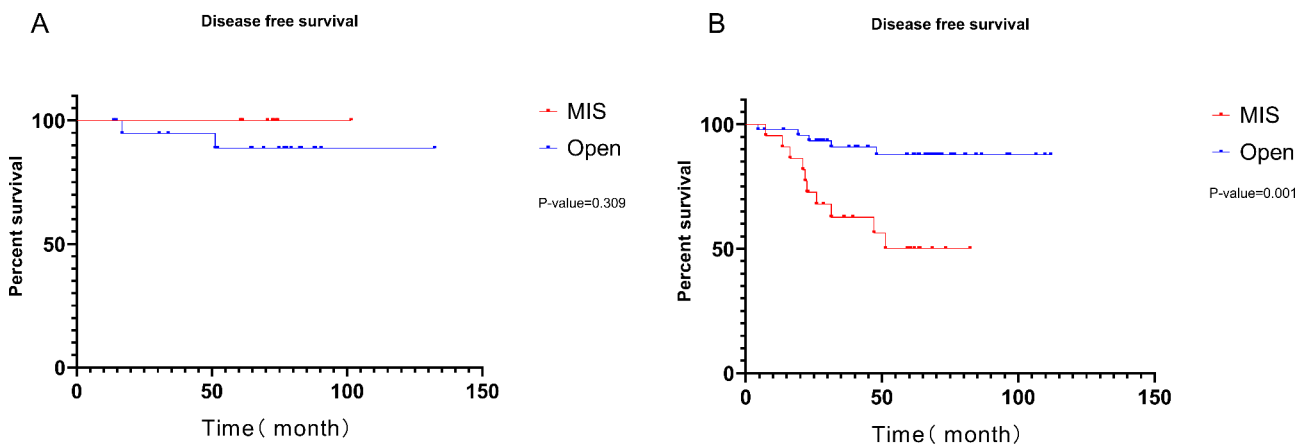 A
Disease free survival
Percent survival
100
50
0
0
50
100
150
Time( month)
MIS
Open
P-value=0.309
B
Disease free survival
Percent survival
100
50
0
0
50
100
150
Time( month)
MIS
Open
P-value=0.001